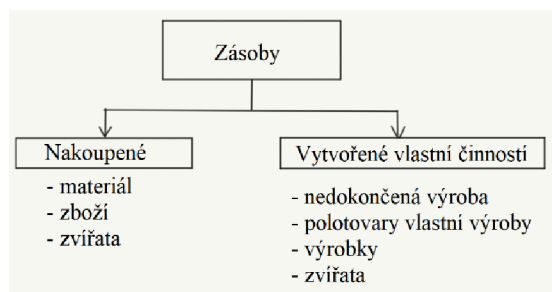 Zásoby
Nakoupené
- materiál
- zboží
- zvířata
Vytvořené vlastní činností
- nedokončená výroba
- polotovary vlastní výroby
- výrobky
- zvířata